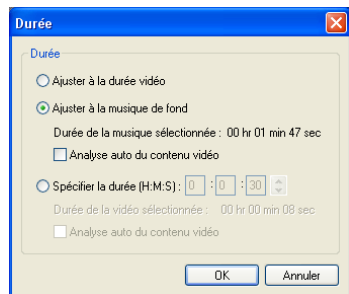 Durée
Durée
Ajuster à la durée vidéo
Ajuster à la musique de fond
Durée de la musique sélectionnée : 00 hr 01 min 47 sec
Analyse auto du contenu vidéo
Spécifier la durée (H:M:S) : 0 : 0 : 30
Durée de la vidéo sélectionnée : 00 hr 00 min 08 sec
Analyse auto du contenu vidéo
OK Annuler